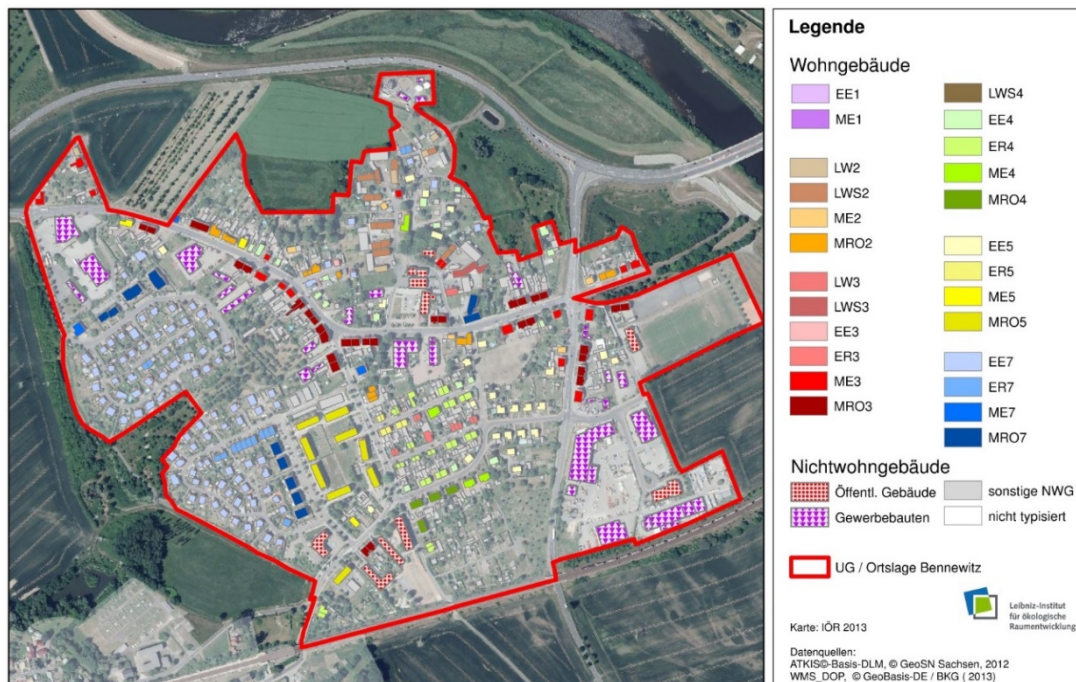 Legende
Wohngebäude
EE1
ME1
LW2
LWS2
ME2
MRO2
LW3
LWS3
EE3
ER3
ME3
MRO3
LWS4
EE4
ER4
ME4
MRO4
EE5
ER5
ME5
MRO5
EE7
ER7
ME7
MRO7
Nichtwohngebäude
Öffentl. Gebäude
Gewerbebauten
sonstige NWG
nicht typisiert
UG / Ortslage Bennewitz
Leibniz-Institut
für ökologische
Raumentwicklung
Karte: IÖR 2013
Datenquellen:
ATKIS©-Basis-DLM, © GeoSN Sachsen, 2012
WMS_DOP, © GeoBasis-DE / BKG ( 2013)